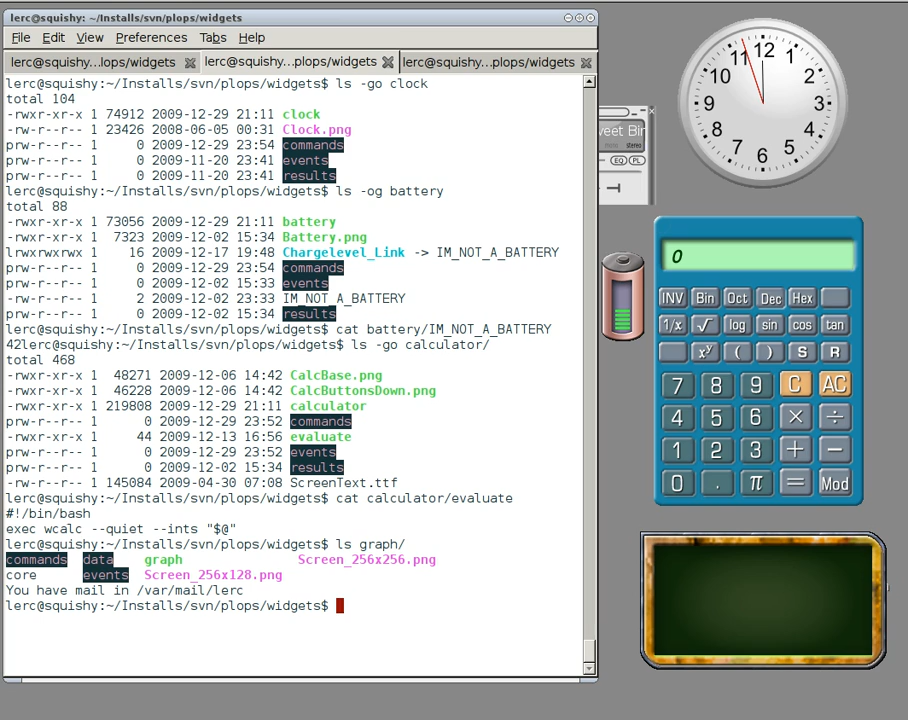 lerc@squishy: ~/Installs/svn/plops/widgets
File Edit View Preferences Tabs Help
lerc@squishy...lops/widgets lerc@squishy...plops/widgets lerc@squishy...plops/widgets
lerc@squishy:~/Installs/svn/plops/widgets$ ls -go clock
total 104
-rwxr-xr-x 1 74912 2009-12-29 21:11 clock
-rw-r--r-- 1 23426 2008-06-05 00:31 Clock.png
prw-r--r-- 1     0 2009-12-29 23:54 commands
prw-r--r-- 1     0 2009-11-20 23:41 events
prw-r--r-- 1     0 2009-11-20 23:41 results
lerc@squishy:~/Installs/svn/plops/widgets$ ls -og battery
total 88
-rwxr-xr-x 1 73056 2009-12-29 21:11 battery
-rwxr-xr-x 1  7323 2009-12-02 15:34 Battery.png
lrwxrwxrwx 1    16 2009-12-17 19:48 Chargelevel_Link -> IM_NOT_A_BATTERY
prw-r--r-- 1     0 2009-12-29 23:54 commands
prw-r--r-- 1     0 2009-12-02 15:33 events
-rw-r--r-- 1     2 2009-12-02 23:33 IM_NOT_A_BATTERY
prw-r--r-- 1     0 2009-12-02 15:34 results
lerc@squishy:~/Installs/svn/plops/widgets$ cat battery/IM_NOT_A_BATTERY
42lerc@squishy:~/Installs/svn/plops/widgets$ ls -go calculator/
total 468
-rwxr-xr-x 1  48271 2009-12-06 14:42 CalcBase.png
-rwxr-xr-x 1  46228 2009-12-06 14:42 CalcButtonsDown.png
-rwxr-xr-x 1 219808 2009-12-29 21:11 calculator
prw-r--r-- 1      0 2009-12-29 23:52 commands
-rwxr-xr-x 1     44 2009-12-13 16:56 evaluate
prw-r--r-- 1      0 2009-12-29 23:52 events
prw-r--r-- 1      0 2009-12-02 15:34 results
-rw-r--r-- 1 145084 2009-04-30 07:08 ScreenText.ttf
lerc@squishy:~/Installs/svn/plops/widgets$ cat calculator/evaluate
#!/bin/bash
exec wcalc --quiet --ints "$@"
lerc@squishy:~/Installs/svn/plops/widgets$ ls graph/
commands data graph Screen_256x256.png
core events Screen_256x128.png
You have mail in /var/mail/lerc
lerc@squishy:~/Installs/svn/plops/widgets$
EQ PL
12 1 2 3 4 5 6 7 8 9 10 11
0
INV Bin Oct Dec Hex
1/x √ log sin cos tan
xʸ ( ) S R
7 8 9 C AC
4 5 6 × ÷
1 2 3 + −
0 . π = Mod